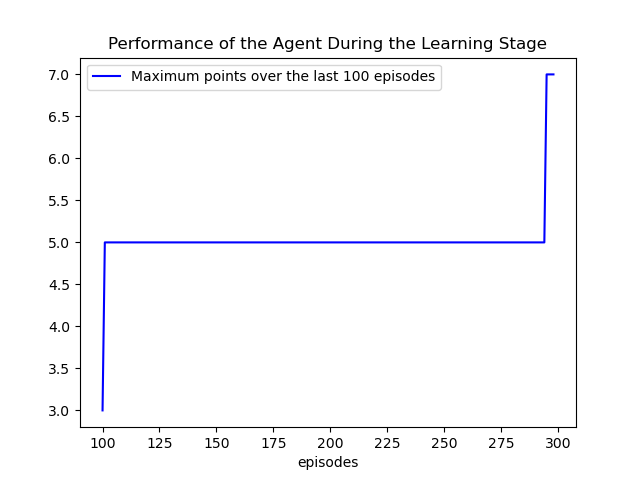 Performance of the Agent During the Learning Stage
Maximum points over the last 100 episodes
7.0
6.5
6.0
5.5
5.0
4.5
4.0
3.5
3.0
100 125 150 175 200 225 250 275 300
episodes